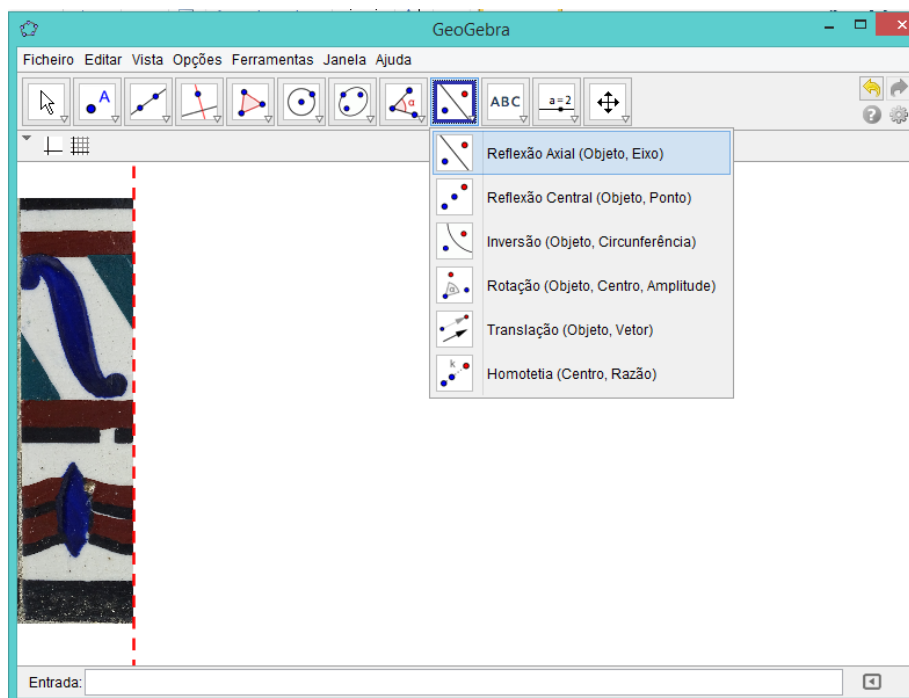 GeoGebra
Ficheiro Editar Vista Opções Ferramentas Janela Ajuda
A
α
ABC
a=2
Reflexão Axial (Objeto, Eixo)
Reflexão Central (Objeto, Ponto)
Inversão (Objeto, Circunferência)
α
Rotação (Objeto, Centro, Amplitude)
Translação (Objeto, Vetor)
k
Homotetia (Centro, Razão)
Entrada: